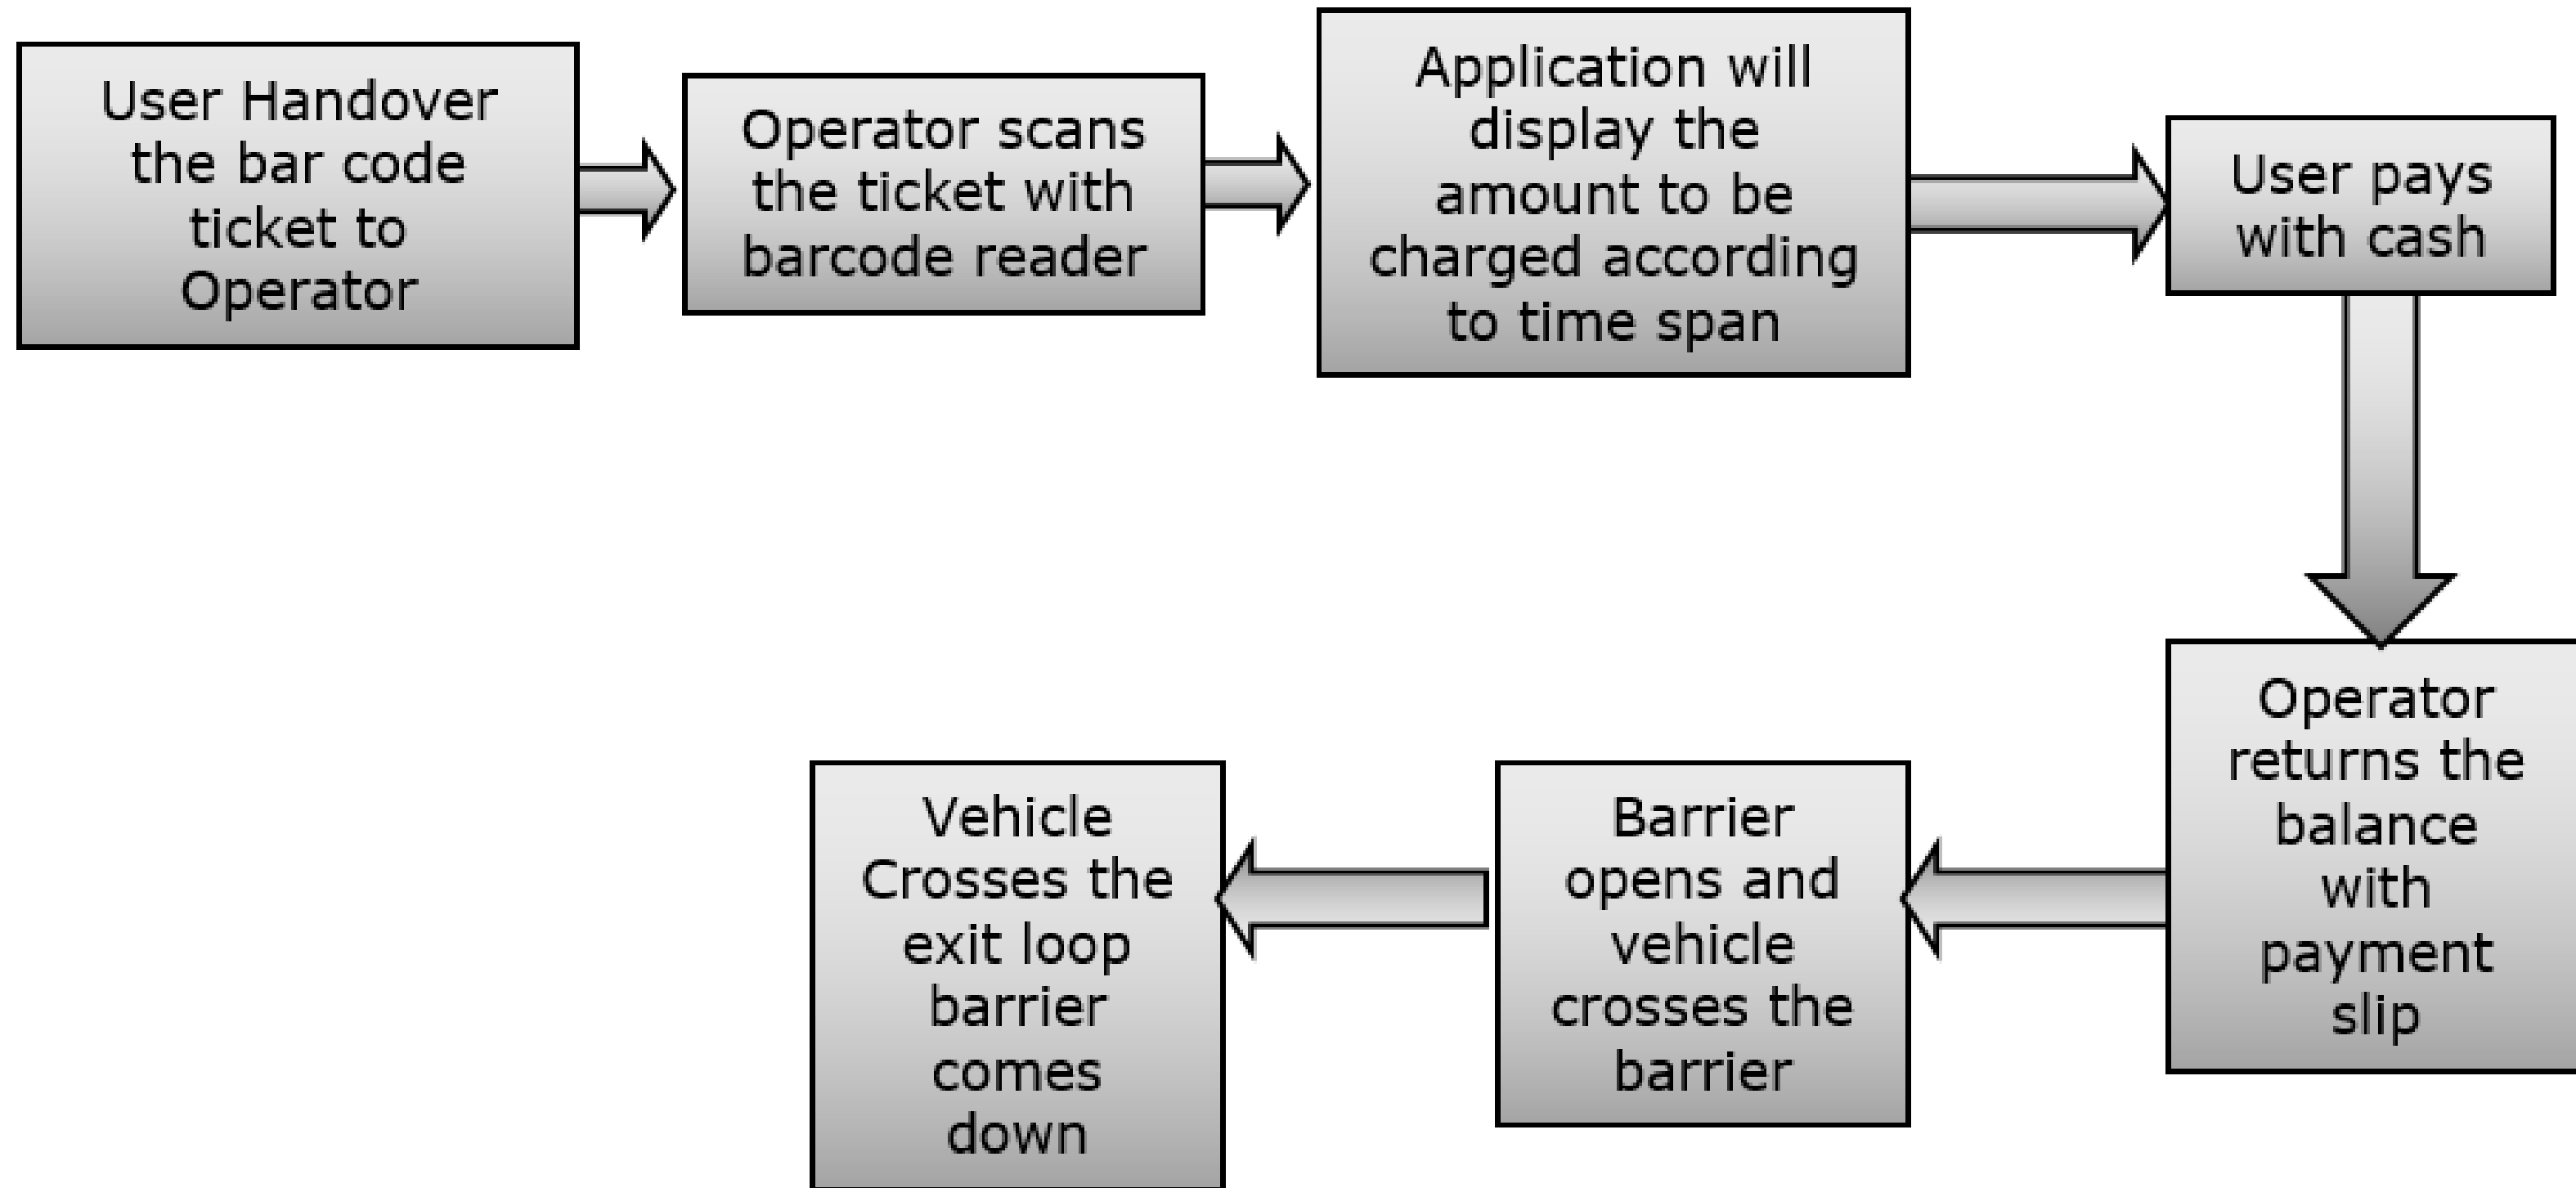 User Handover
the bar code
ticket to
Operator
Operator scans
the ticket with
barcode reader
Application will
display the
amount to be
charged according
to time span
User pays
with cash
Operator
returns the
balance
with
payment
slip
Barrier
opens and
vehicle
crosses the
barrier
Vehicle
Crosses the
exit loop
barrier
comes
down